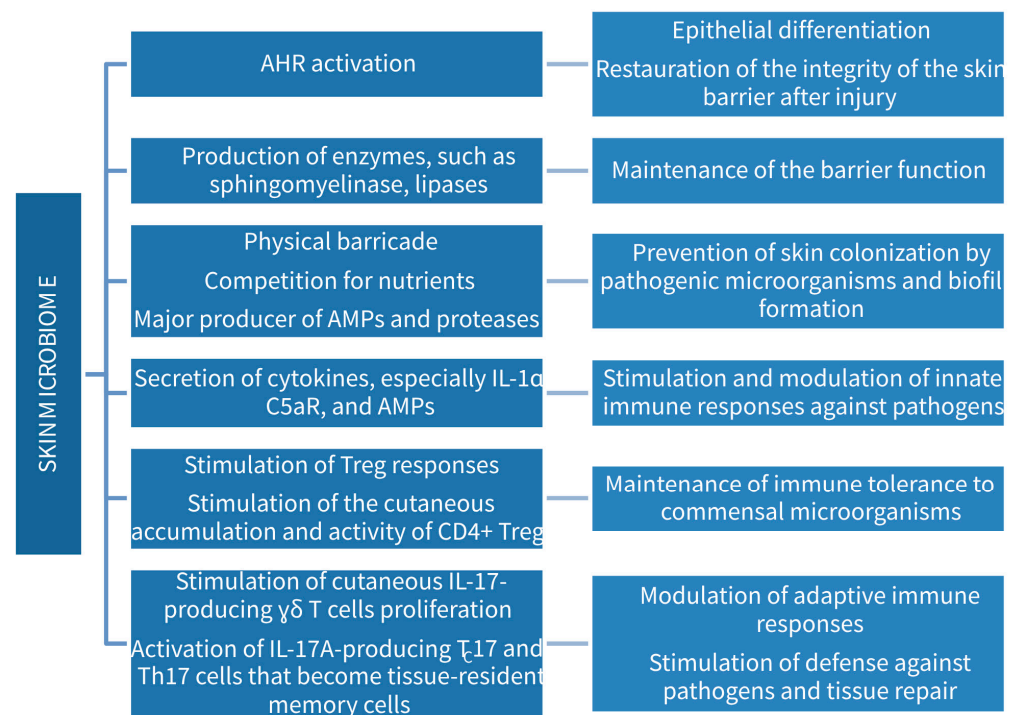 SKIN MICROBIOME
AHR activation
Epithelial differentiation
Restauration of the integrity of the skin
barrier after injury
Production of enzymes, such as
sphingomyelinase, lipases
Maintenance of the barrier function
Physical barricade
Competition for nutrients
Major producer of AMPs and proteases
Prevention of skin colonization by
pathogenic microorganisms and biofil
formation
Secretion of cytokines, especially IL-1α
C5aR, and AMPs
Stimulation and modulation of innate
immune responses against pathogens
Stimulation of Treg responses
Stimulation of the cutaneous
accumulation and activity of CD4+ Treg
Maintenance of immune tolerance to
commensal microorganisms
Stimulation of cutaneous IL-17-
producing γδ T cells proliferation
Activation of IL-17A-producing Tc17 and
Th17 cells that become tissue-resident
memory cells
Modulation of adaptive immune
responses
Stimulation of defense against
pathogens and tissue repair